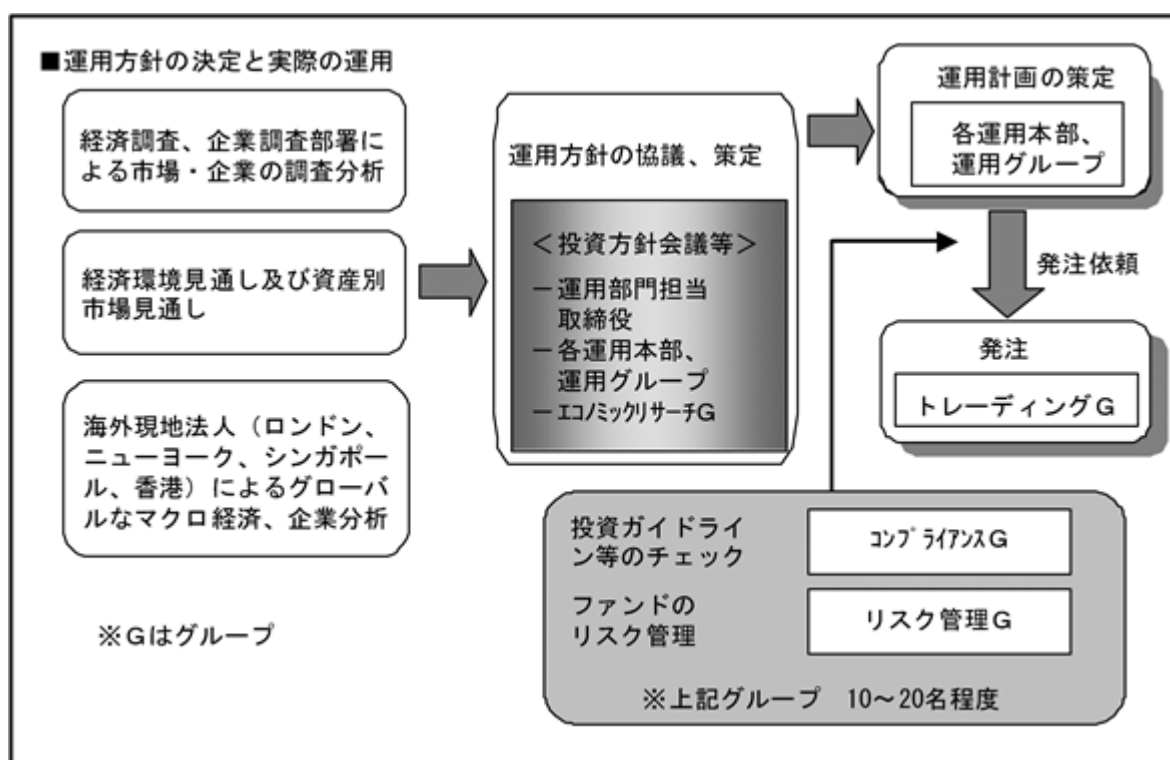 ■運用方針の決定と実際の運用
経済調査、企業調査部署に
よる市場・企業の調査分析
経済環境見通し及び資産別
市場見通し
海外現地法人（ロンドン、
ニューヨーク、シンガポー
ル、香港）によるグローバ
ルなマクロ経済、企業分析
※Gはグループ
運用方針の協議、策定
＜投資方針会議等＞
－運用部門担当
取締役
－各運用本部、
運用グループ
－ｴｺﾉﾐｯｸﾘｻｰﾁG
運用計画の策定
各運用本部、
運用グループ
発注依頼
発注
トレーディングG
投資ガイドライ
ン等のチェック
ｺﾝﾌﾟﾗｲｱﾝｽG
ファンドの
リスク管理
リスク管理G
※上記グループ　10～20名程度